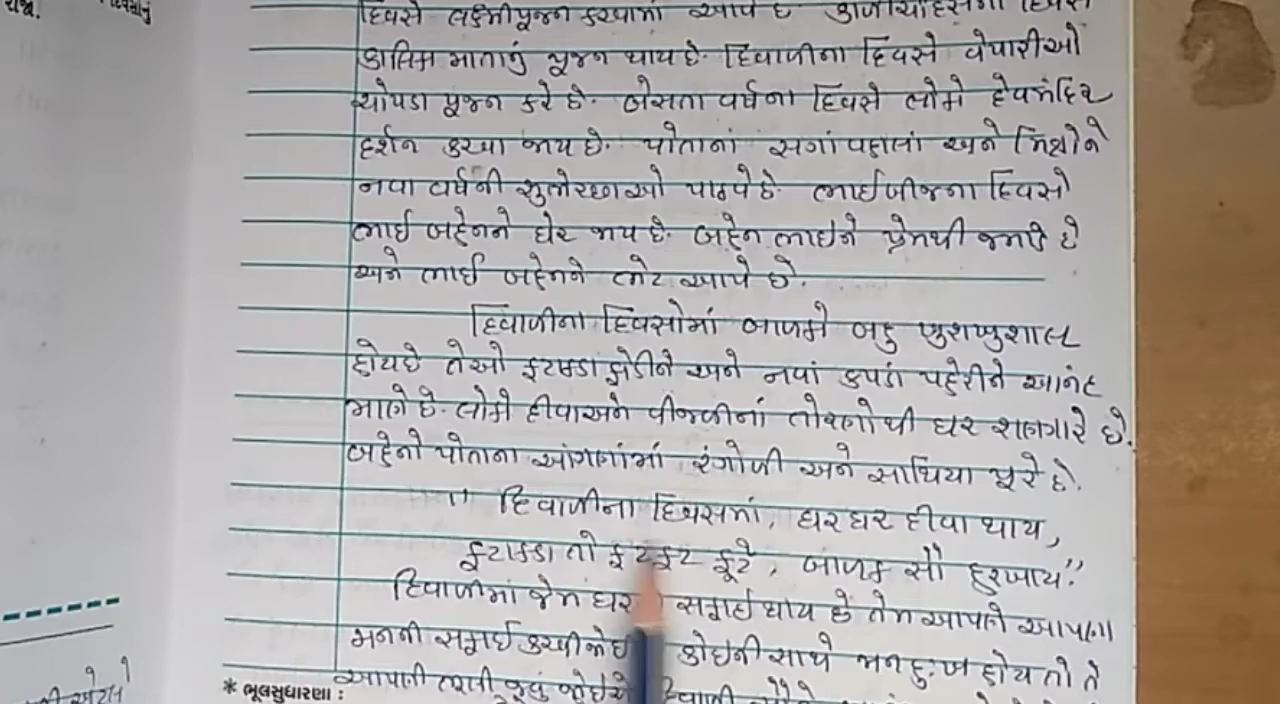 રાજા.
દિવસે લક્ષ્મીપૂજન કરવામાં આવે છે કાળીચૌદસના દિવસે
કાલિકા માતાનું પૂજન થાય છે. દિવાળીના દિવસે વેપારીઓ
ચોપડા પૂજન કરે છે. બેસતા વર્ષના દિવસે લોકો દેવમંદિર
દર્શન કરવા જાય છે. પોતાનાં સગાંવહાલાં અને મિત્રોને
નવા વર્ષની શુભેચ્છાઓ પાઠવે છે. ભાઈબીજના દિવસે
ભાઈ બહેનને ઘેર જાય છે. બહેન ભાઈને પ્રેમથી જમાડે છે
અને ભાઈ બહેનને ભેટ આપે છે.
દિવાળીના દિવસોમાં બાળકો બહુ ખુશખુશાલ
હોય છે તેઓ ફટાકડા ફોડીને અને નવાં કપડાં પહેરીને આનંદ
માણે છે. લોકો દીવા અને વીજળીનાં તોરણોથી ઘર શણગારે છે.
બહેનો પોતાના આંગણાંમાં રંગોળી અને સાથિયા પૂરે છે.
"દિવાળીના દિવસમાં, ઘર ઘર દીવા થાય,
ફટાકડા તો ફટફટ ફૂટે, બાળક સૌ હરખાય."
દિવાળીમાં જેમ ઘર સફાઈ થાય છે તેમ આપણે આપણા
મનની સફાઈ કરવી કોઈની સાથે મનદુઃખ હોય તો તે
આપણે ભૂલી જવું જોઈએ
* ભૂલસુધારણા :